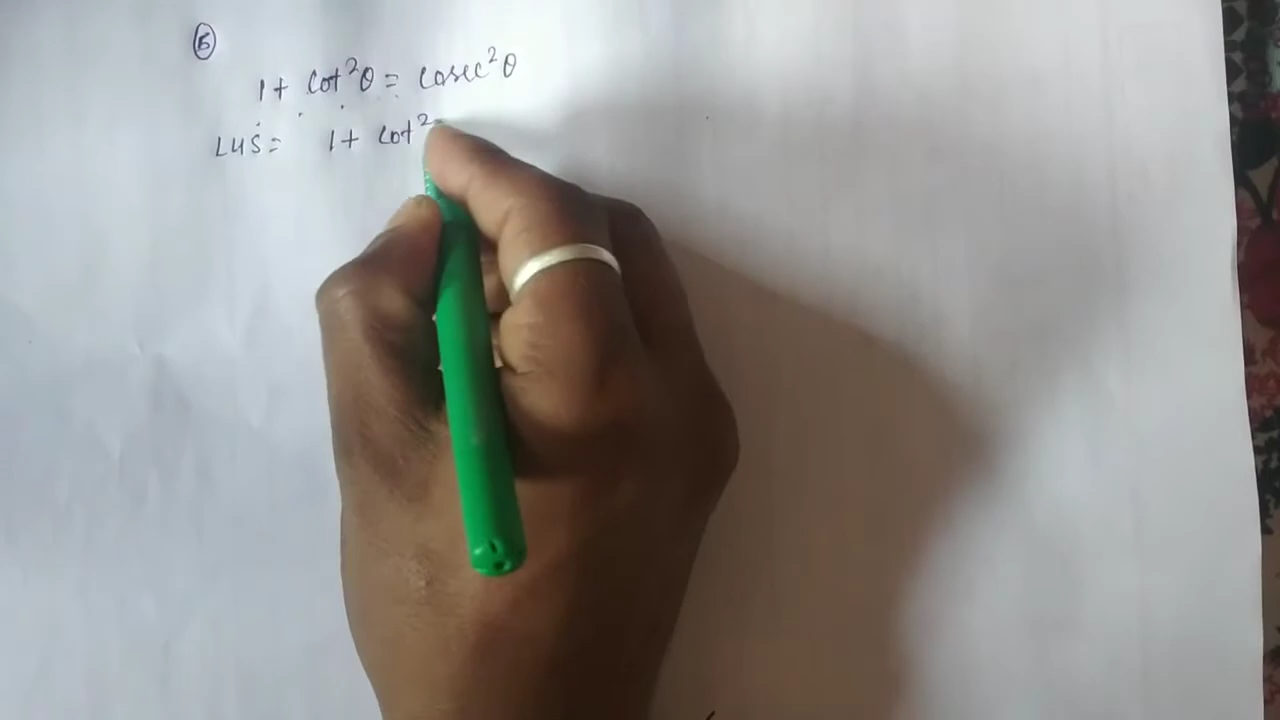 ⑤
1 + cot²θ = cosec²θ
LHS = 1 + cot²